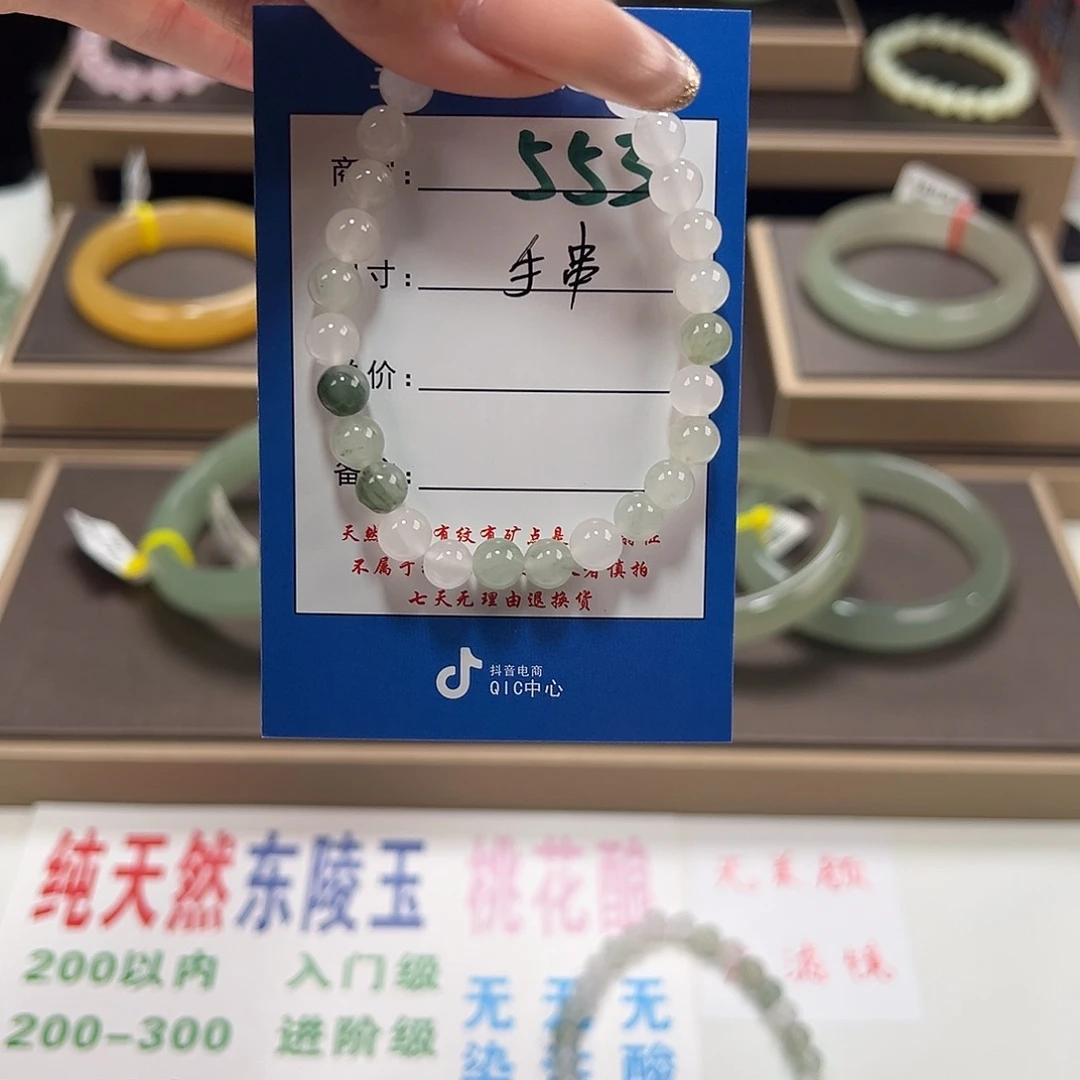 商 : 553
寸 : 手串
价 :
备 :
天然 有纹有矿点具
不属于 者慎拍
七天无理由退换货
抖音电商
QIC中心
纯天然东陵玉 桃花
200以内 入门级
200-300 进阶级
无 无 无
染 酸